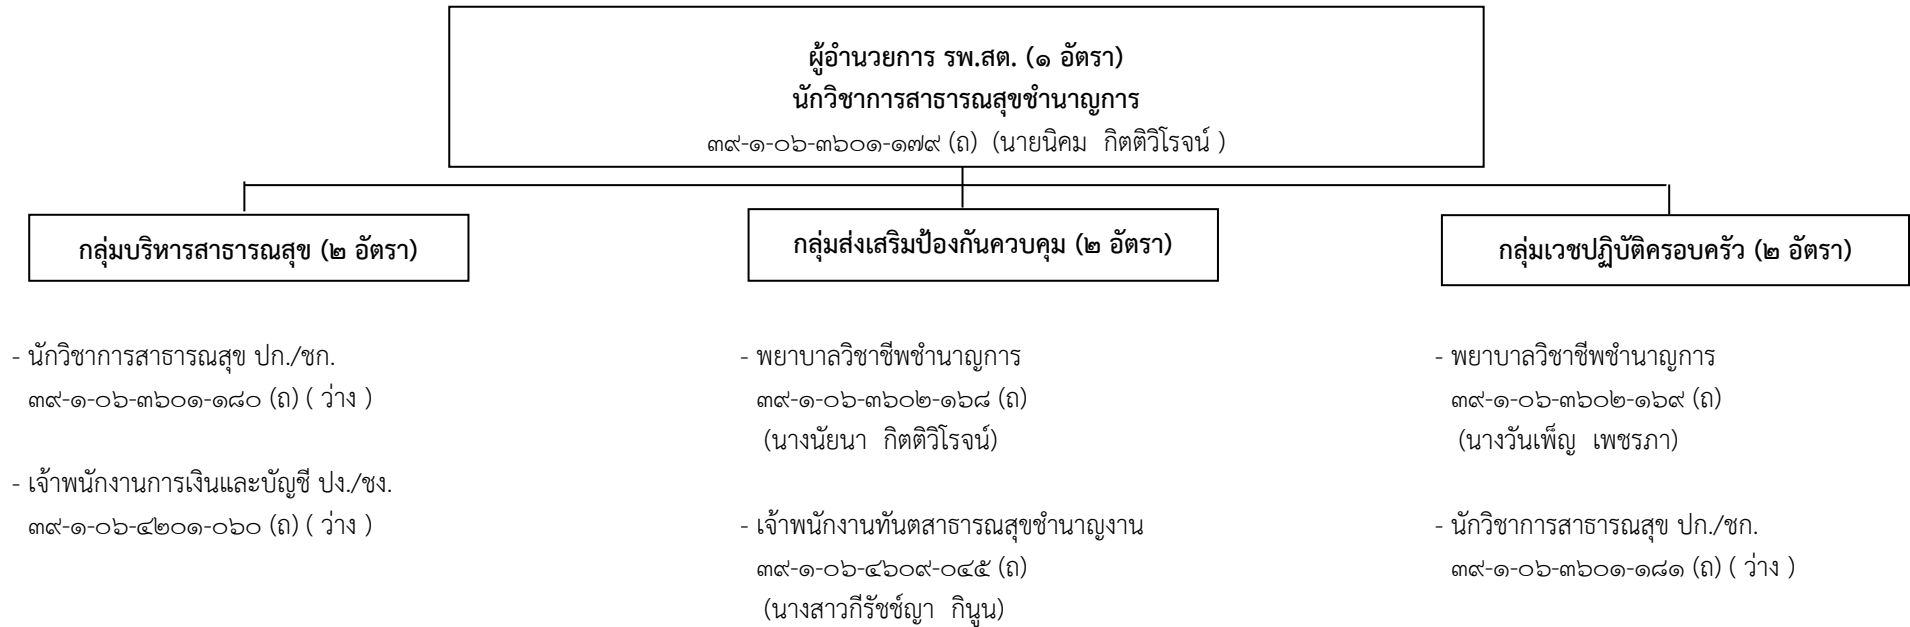 ผู้อำนวยการ รพ.สต. (๑ อัตรา)
นักวิชาการสาธารณสุขชำนาญการ
๓๙-๑-๐๖-๓๖๐๑-๑๗๙ (ถ) (นายนิคม กิตติวิโรจน์ )
กลุ่มบริหารสาธารณสุข (๒ อัตรา)
- นักวิชาการสาธารณสุข ปก./ชก.
๓๙-๑-๐๖-๓๖๐๑-๑๘๐ (ถ) ( ว่าง )
- เจ้าพนักงานการเงินและบัญชี ปง./ชง.
๓๙-๑-๐๖-๔๒๐๑-๐๖๐ (ถ) ( ว่าง )
กลุ่มส่งเสริมป้องกันควบคุม (๒ อัตรา)
- พยาบาลวิชาชีพชำนาญการ
๓๙-๑-๐๖-๓๖๐๒-๑๖๘ (ถ)
(นางนัยนา กิตติวิโรจน์)
- เจ้าพนักงานทันตสาธารณสุขชำนาญงาน
๓๙-๑-๐๖-๔๖๐๙-๐๔๕ (ถ)
(นางสาวกีรัชช์ญา กินูน)
กลุ่มเวชปฏิบัติครอบครัว (๒ อัตรา)
- พยาบาลวิชาชีพชำนาญการ
๓๙-๑-๐๖-๓๖๐๒-๑๖๙ (ถ)
(นางวันเพ็ญ เพชรภา)
- นักวิชาการสาธารณสุข ปก./ชก.
๓๙-๑-๐๖-๓๖๐๑-๑๘๑ (ถ) ( ว่าง )